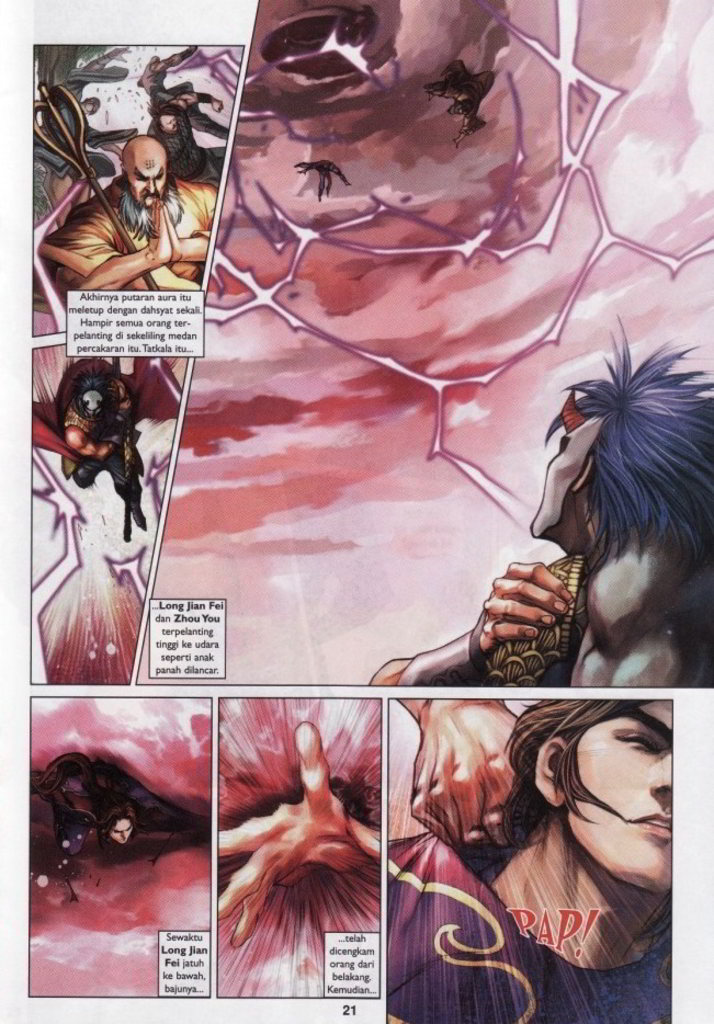 Akhirnya putaran aura itu
meletup dengan dahsyat sekali.
Hampir semua orang ter-
pelanting di sekeliling medan
percakaran itu. Tatkala itu...
...Long Jian Fei
dan Zhou You
terpelanting
tinggi ke udara
seperti anak
panah dilancar.
Sewaktu
Long Jian
Fei jatuh
ke bawah,
bajunya...
...telah
dicengkam
orang dari
belakang.
Kemudian...
PAP!
21